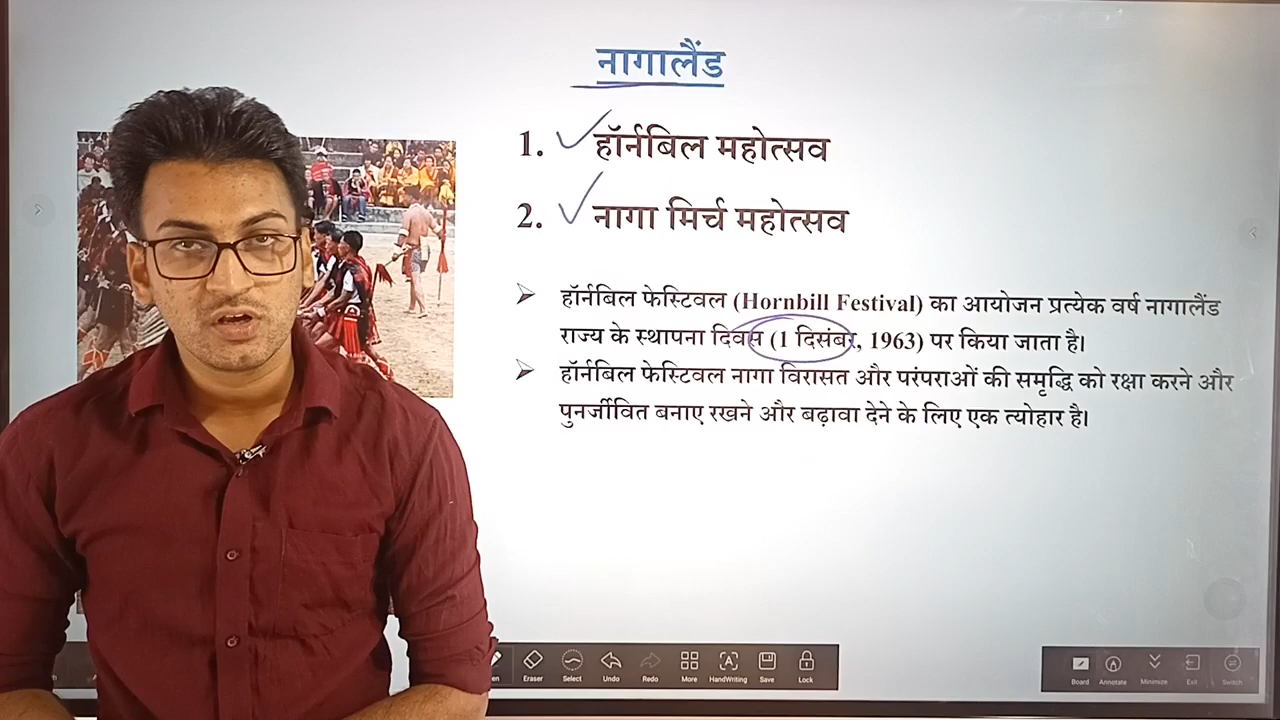 नागालैंड
1. हॉर्नबिल महोत्सव
2. नागा मिर्च महोत्सव
हॉर्नबिल फेस्टिवल (Hornbill Festival) का आयोजन प्रत्येक वर्ष नागालैंड
राज्य के स्थापना दिवस (1 दिसंबर, 1963) पर किया जाता है।
हॉर्नबिल फेस्टिवल नागा विरासत और परंपराओं की समृद्धि को रक्षा करने और
पुनर्जीवित बनाए रखने और बढ़ावा देने के लिए एक त्योहार है।
Eraser Select Undo Redo More HandWriting Save Lock
Board Annotate Minimize Exit Switch